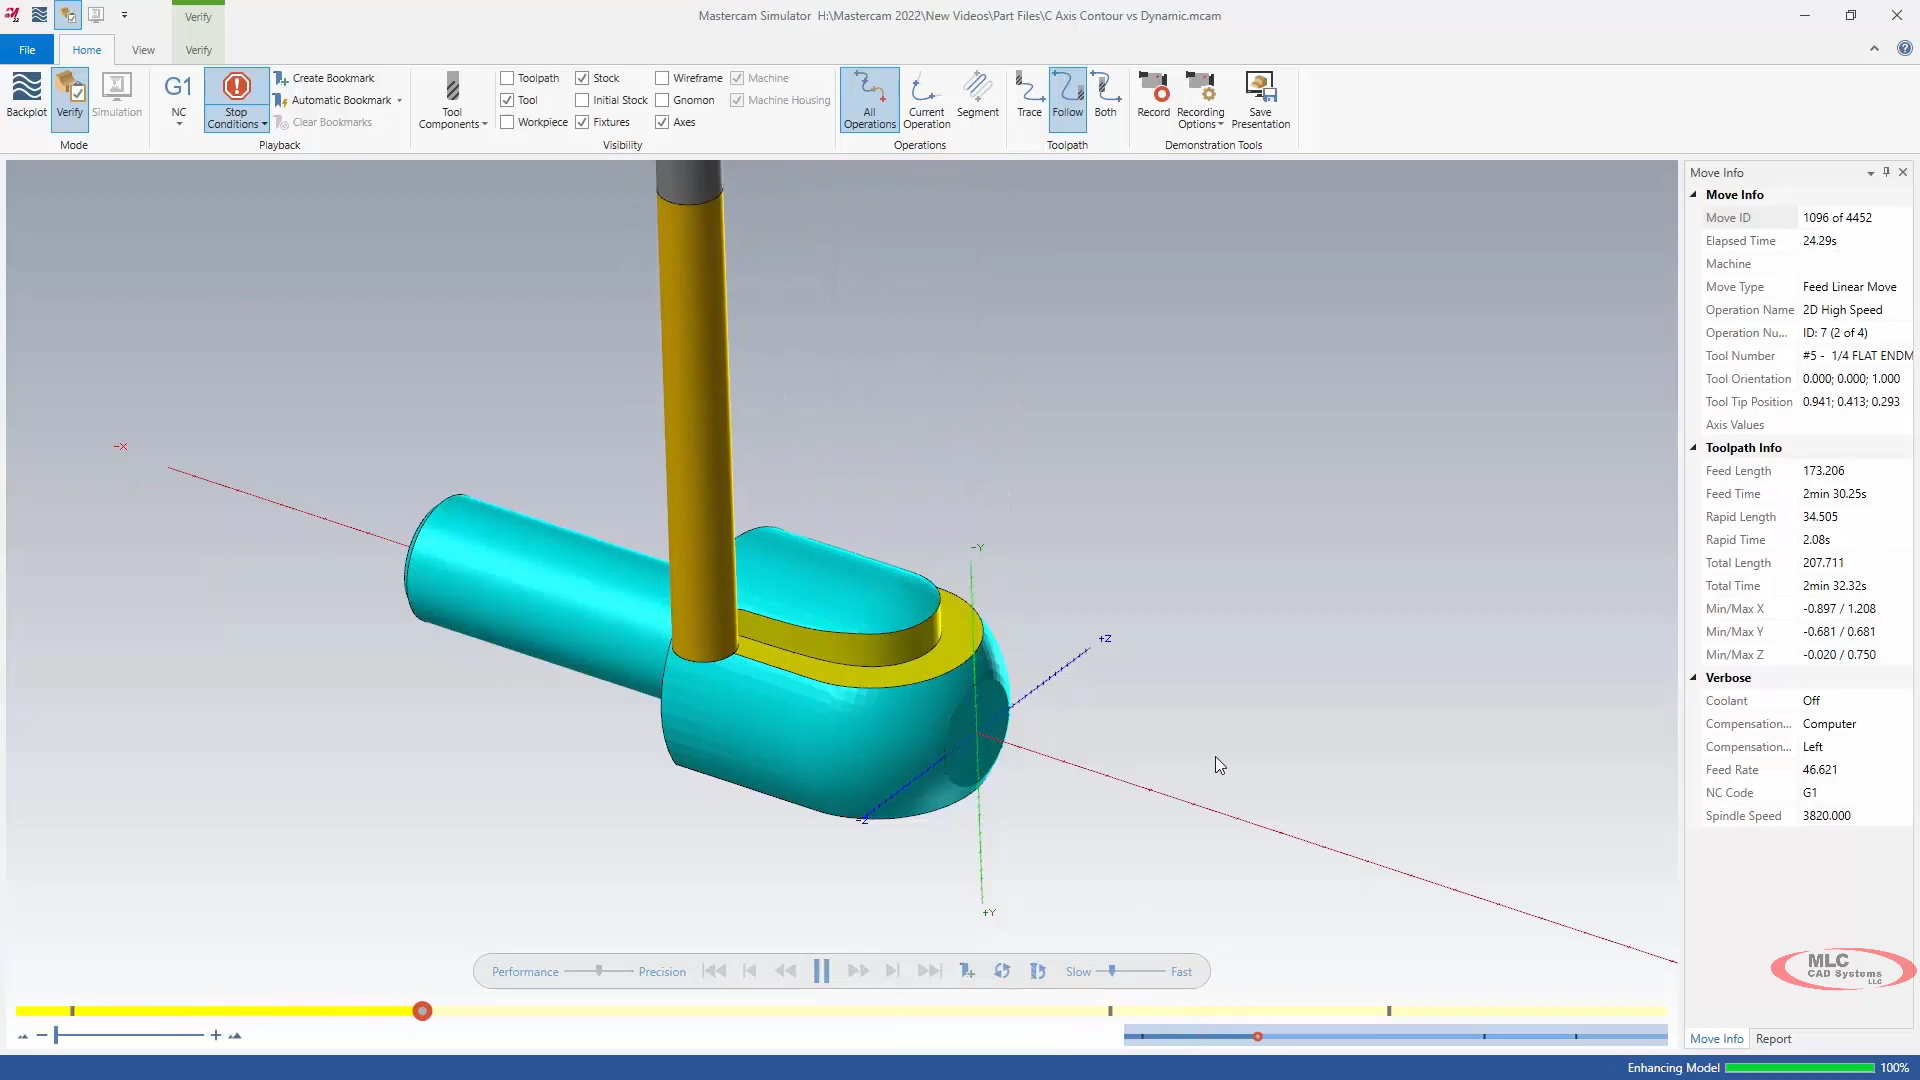 Verify
Mastercam Simulator H:\Mastercam 2022\New Videos\Part Files\C Axis Contour vs Dynamic.mcam
File
Home
View
Verify
Backplot
Verify
Simulation
Mode
G1
NC
Stop
Conditions
Create Bookmark
Automatic Bookmark
Clear Bookmarks
Playback
Tool
Components
Toolpath
Stock
Wireframe
Machine
Tool
Initial Stock
Gnomon
Machine Housing
Workpiece
Fixtures
Axes
Visibility
All
Operations
Current
Operation
Segment
Operations
Trace
Follow
Both
Toolpath
Record
Recording
Options
Save
Presentation
Demonstration Tools
Move Info
Move Info
Move ID 1096 of 4452
Elapsed Time 24.29s
Machine
Move Type Feed Linear Move
Operation Name 2D High Speed
Operation Nu... ID: 7 (2 of 4)
Tool Number #5 - 1/4 FLAT ENDM
Tool Orientation 0.000; 0.000; 1.000
Tool Tip Position 0.941; 0.413; 0.293
Axis Values
Toolpath Info
Feed Length 173.206
Feed Time 2min 30.25s
Rapid Length 34.505
Rapid Time 2.08s
Total Length 207.711
Total Time 2min 32.32s
Min/Max X -0.897 / 1.208
Min/Max Y -0.681 / 0.681
Min/Max Z -0.020 / 0.750
Verbose
Coolant Off
Compensation... Computer
Compensation... Left
Feed Rate 46.621
NC Code G1
Spindle Speed 3820.000
-X
-Y
+Z
-Z
+Y
Performance
Precision
Slow
Fast
MLC
CAD Systems
LLC
Move Info
Report
Enhancing Model 100%